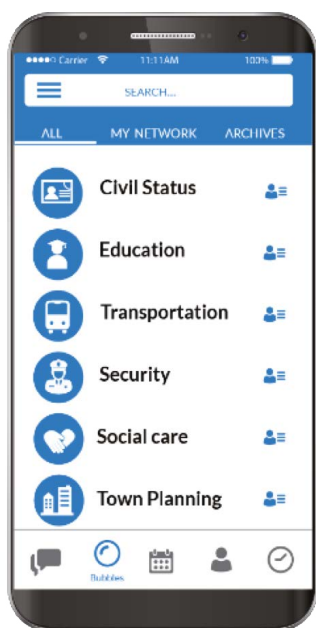 Carrier 11:11AM 100%
SEARCH...
ALL MY NETWORK ARCHIVES
Civil Status
Education
Transportation
Security
Social care
Town Planning
Bubbles